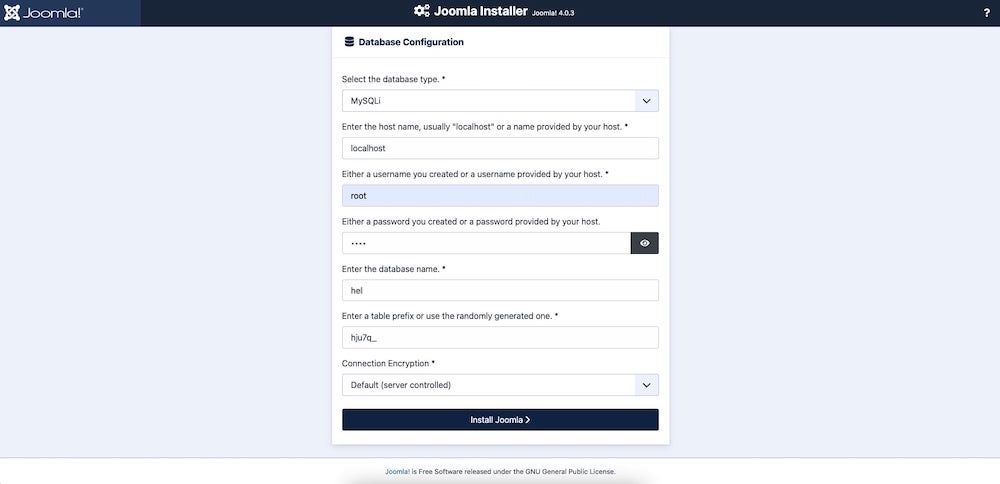 Joomla!® Joomla Installer Joomla! 4.0.3 ?
Database Configuration
Select the database type. *
MySQLi
Enter the host name, usually "localhost" or a name provided by your host. *
localhost
Either a username you created or a username provided by your host. *
root
Either a password you created or a password provided by your host.
••••
Enter the database name. *
hel
Enter a table prefix or use the randomly generated one. *
hju7q_
Connection Encryption *
Default (server controlled)
Install Joomla
Joomla! is Free Software released under the GNU General Public License.